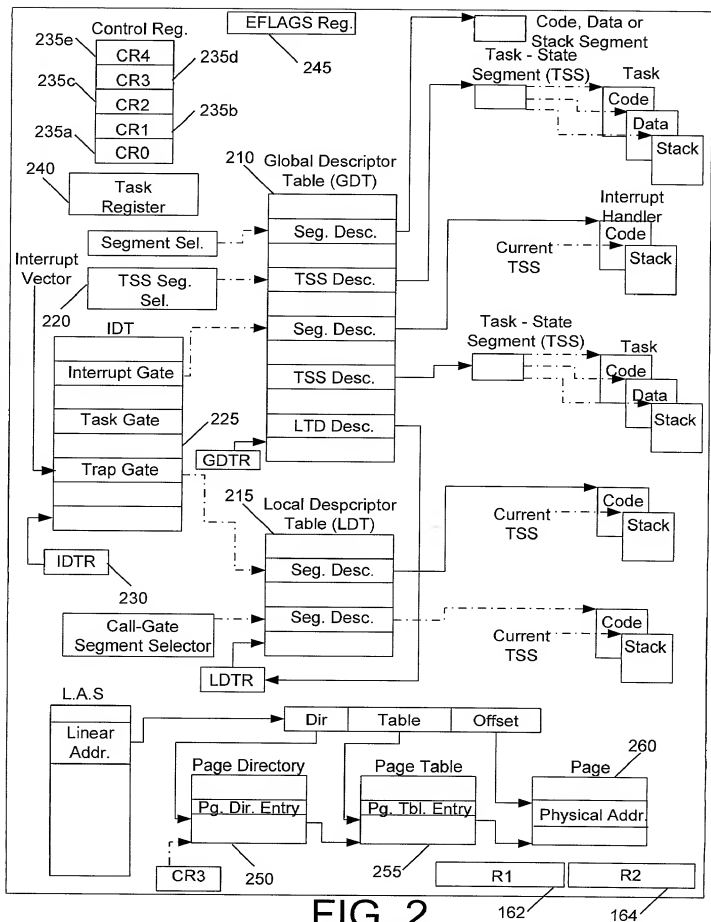 235e
Control Reg.
CR4
235d
235c
CR3
CR2
235b
235a
CR1
CR0
EFLAGS Reg.
245
Code, Data or
Stack Segment
Task - State
Segment (TSS)
Task
Code
Data
Stack
240
Task
Register
210
Global Descriptor
Table (GDT)
Segment Sel.
Seg. Desc.
Interrupt
Handler
Code
Stack
Current
TSS
Interrupt
Vector
TSS Seg.
Sel.
220
TSS Desc.
IDT
Seg. Desc.
Task - State
Segment (TSS)
Task
Code
Data
Stack
Interrupt Gate
TSS Desc.
Task Gate
225
LTD Desc.
Trap Gate
GDTR
215
Local Despcriptor
Table (LDT)
Code
Stack
Current
TSS
IDTR
230
Seg. Desc.
Seg. Desc.
Call-Gate
Segment Selector
LDTR
Code
Stack
Current
TSS
L.A.S
Linear
Addr.
Dir
Table
Offset
260
Page Directory
Page Table
Page
Pg. Dir. Entry
Pg. Tbl. Entry
Physical Addr.
CR3
250
255
R1
R2
162
164
FIG. 2